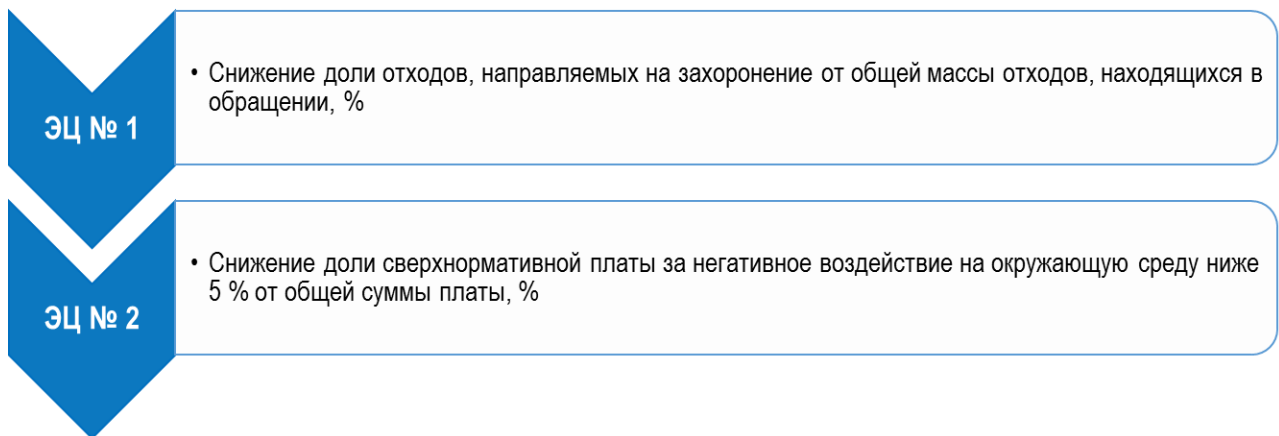 ЭЦ № 1
• Снижение доли отходов, направляемых на захоронение от общей массы отходов, находящихся в
обращении, %
ЭЦ № 2
• Снижение доли сверхнормативной платы за негативное воздействие на окружающую среду ниже
5 % от общей суммы платы, %